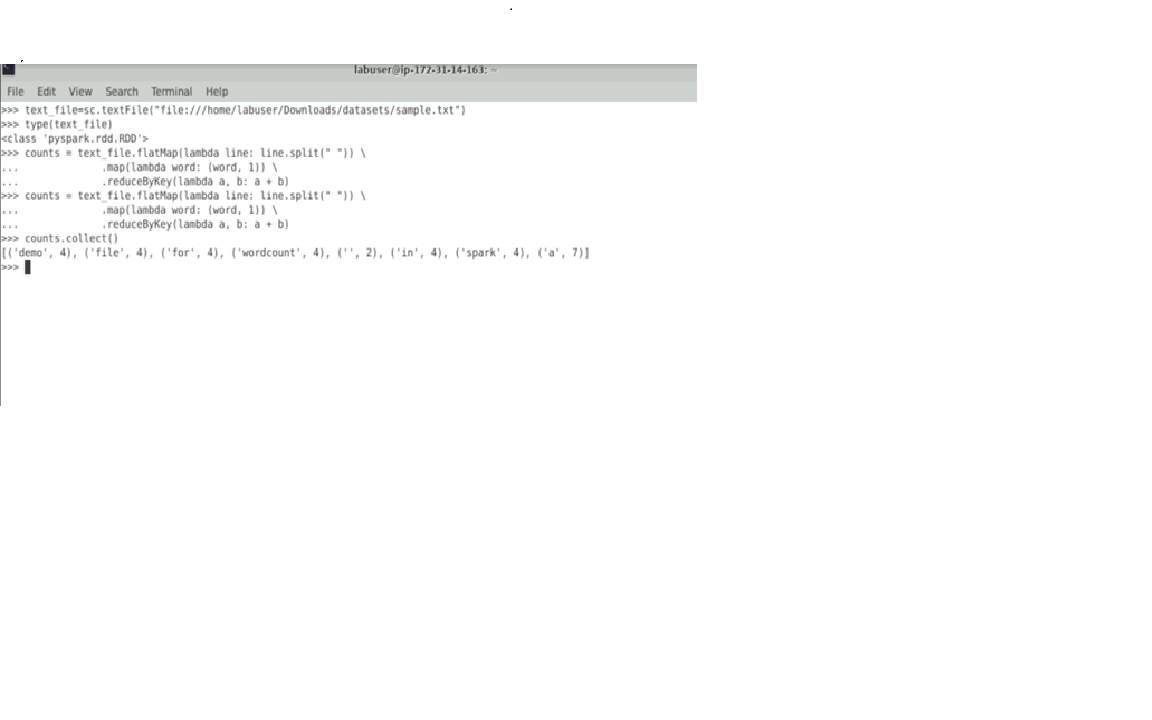 labuser@ip-172-31-14-163: ~
File Edit View Search Terminal Help
>>> text_file=sc.textFile("file:///home/labuser/Downloads/datasets/sample.txt")
>>> type(text_file)
<class 'pyspark.rdd.RDD'>
>>> counts = text_file.flatMap(lambda line: line.split(" ")) \
...             .map(lambda word: (word, 1)) \
...             .reduceByKey(lambda a, b: a + b)
>>> counts = text_file.flatMap(lambda line: line.split(" ")) \
...             .map(lambda word: (word, 1)) \
...             .reduceByKey(lambda a, b: a + b)
>>> counts.collect()
[('demo', 4), ('file', 4), ('for', 4), ('wordcount', 4), ('', 2), ('in', 4), ('spark', 4), ('a', 7)]
>>>